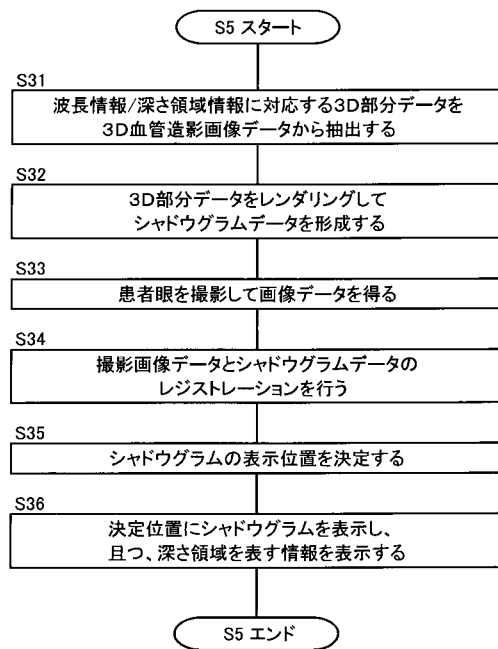 S5 スタート
S31
波長情報/深さ領域情報に対応する3D部分データを
3D血管造影画像データから抽出する
S32
3D部分データをレンダリングして
シャドウグラムデータを形成する
S33
患者眼を撮影して画像データを得る
S34
撮影画像データとシャドウグラムデータの
レジストレーションを行う
S35
シャドウグラムの表示位置を決定する
S36
決定位置にシャドウグラムを表示し、
且つ、深さ領域を表す情報を表示する
S5 エンド